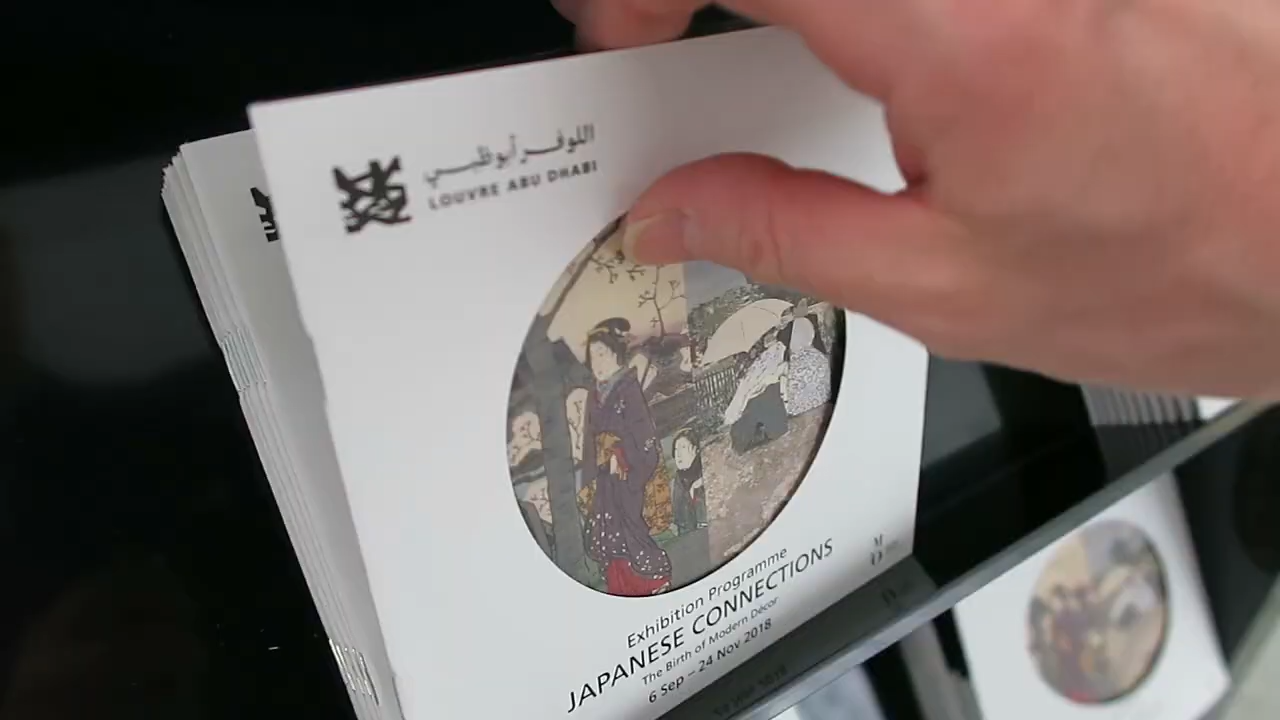 اللوفر أبوظبي
LOUVRE ABU DHABI
Exhibition Programme
JAPANESE CONNECTIONS
The Birth of Modern Décor
6 Sep – 24 Nov 2018